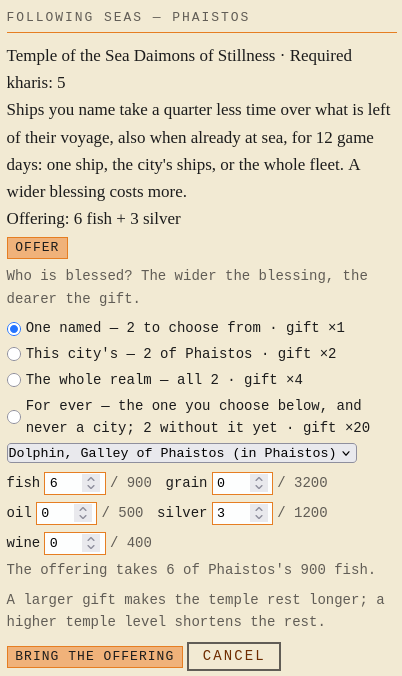 FOLLOWING SEAS — PHAISTOS
Temple of the Sea Daimons of Stillness · Required
kharis: 5
Ships you name take a quarter less time over what is left
of their voyage, also when already at sea, for 12 game
days: one ship, the city's ships, or the whole fleet. A
wider blessing costs more.
Offering: 6 fish + 3 silver
OFFER
Who is blessed? The wider the blessing, the
dearer the gift.
One named — 2 to choose from · gift ×1
This city's — 2 of Phaistos · gift ×2
The whole realm — all 2 · gift ×4
For ever — the one you choose below, and
never a city; 2 without it yet · gift ×20
Dolphin, Galley of Phaistos (in Phaistos)
fish 6 / 900 grain 0 / 3200
oil 0 / 500 silver 3 / 1200
wine 0 / 400
The offering takes 6 of Phaistos's 900 fish.
A larger gift makes the temple rest longer; a
higher temple level shortens the rest.
BRING THE OFFERING CANCEL